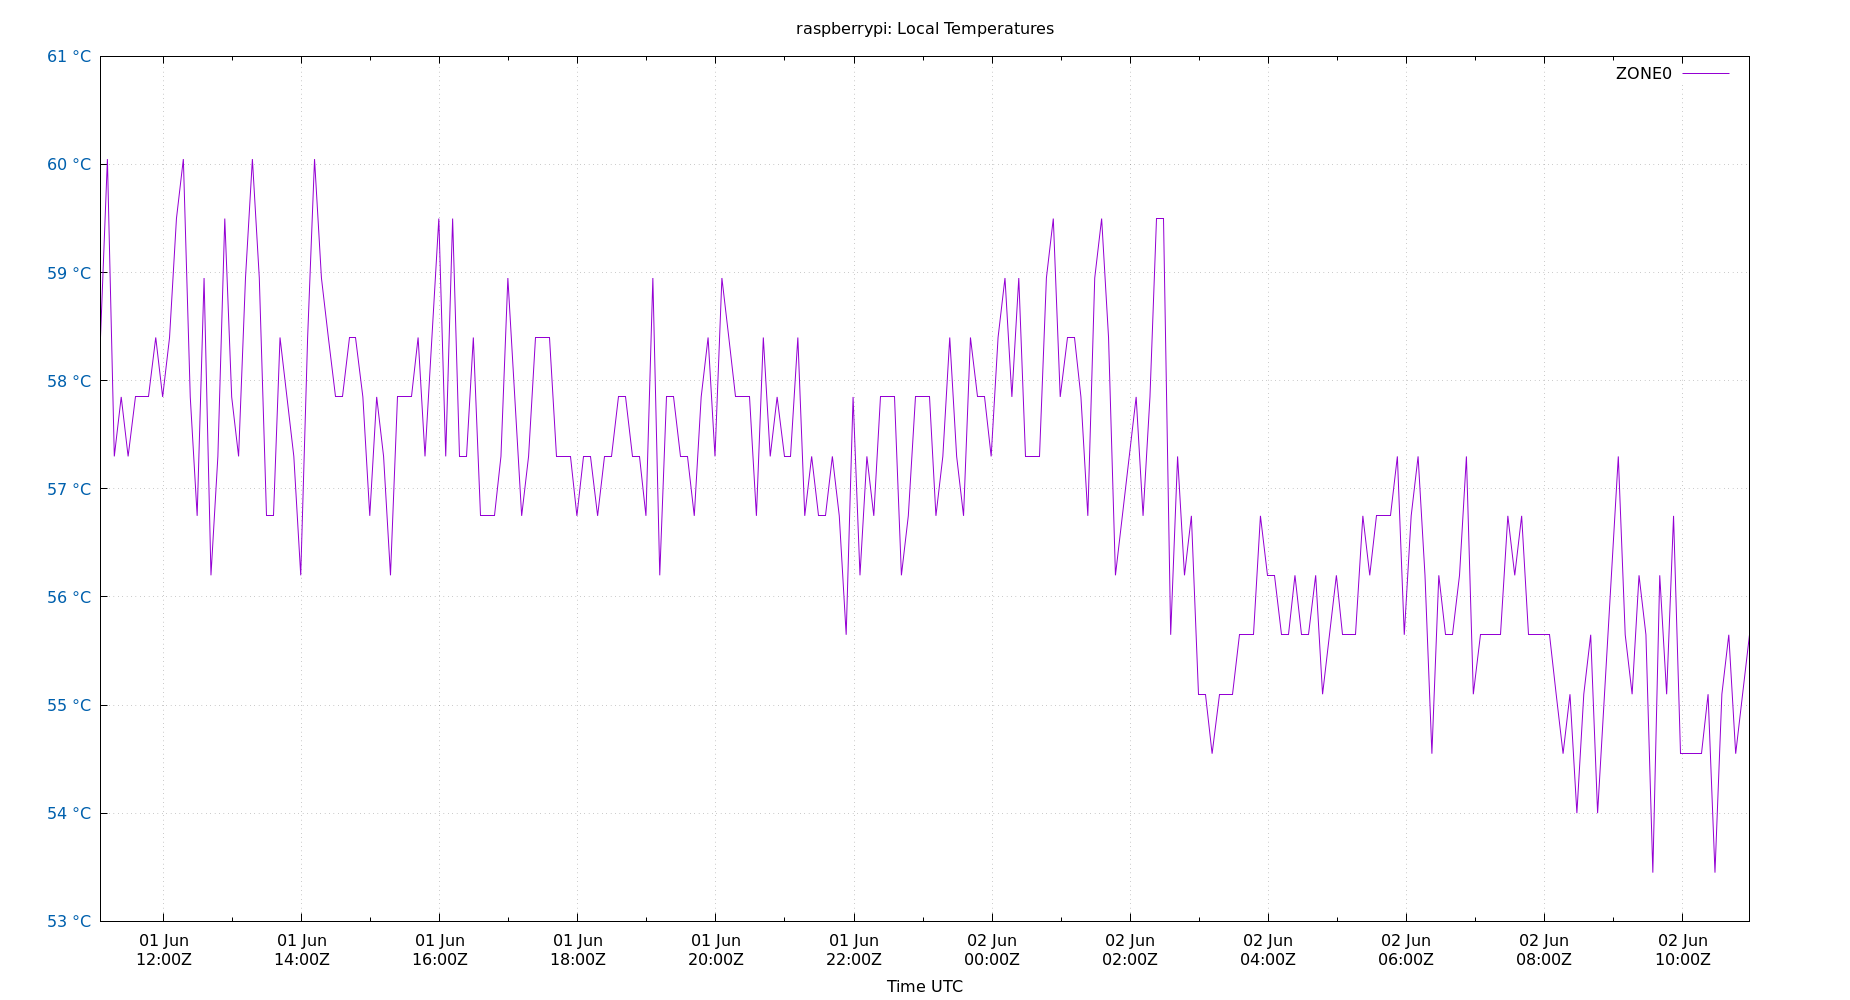 raspberrypi: Local Temperatures
61 °C
ZONE0
60 °C
59 °C
58 °C
57 °C
56 °C
55 °C
54 °C
53 °C
01 Jun 01 Jun 01 Jun 01 Jun 01 Jun 01 Jun 02 Jun 02 Jun 02 Jun 02 Jun 02 Jun 02 Jun
12:00Z 14:00Z 16:00Z 18:00Z 20:00Z 22:00Z 00:00Z 02:00Z 04:00Z 06:00Z 08:00Z 10:00Z
Time UTC